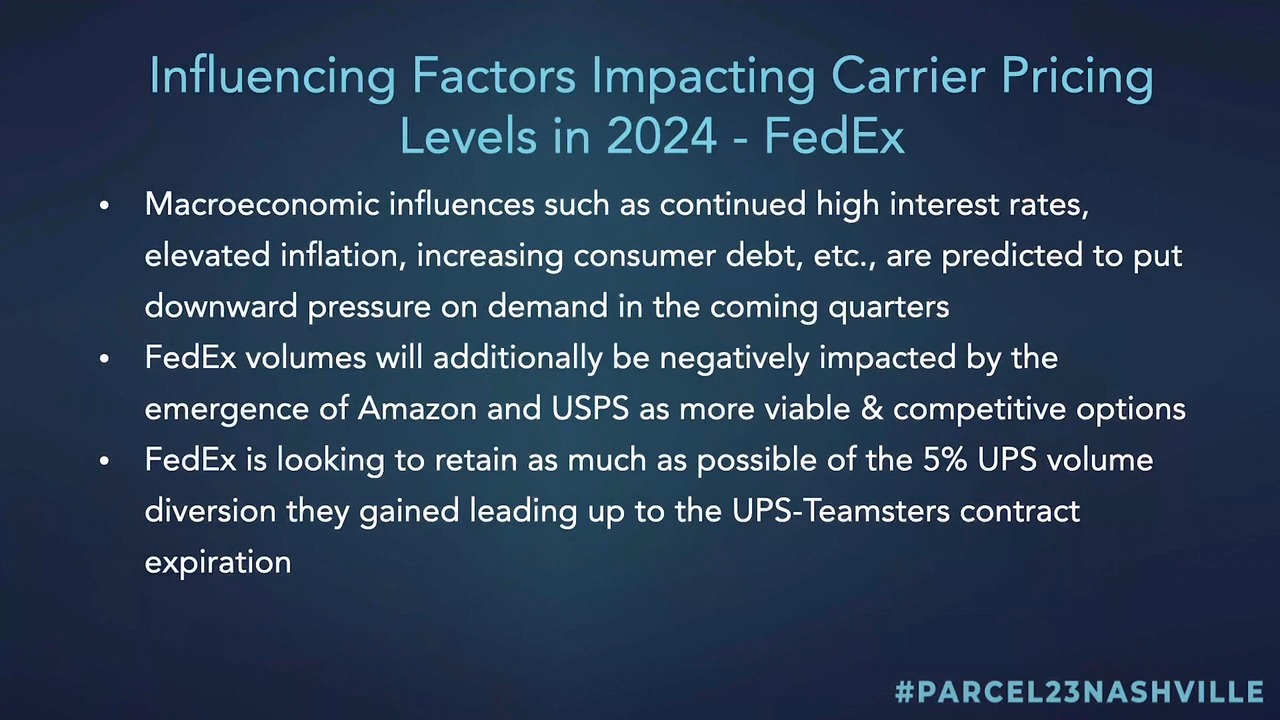 Influencing Factors Impacting Carrier Pricing
Levels in 2024 - FedEx
• Macroeconomic influences such as continued high interest rates,
elevated inflation, increasing consumer debt, etc., are predicted to put
downward pressure on demand in the coming quarters
• FedEx volumes will additionally be negatively impacted by the
emergence of Amazon and USPS as more viable & competitive options
• FedEx is looking to retain as much as possible of the 5% UPS volume
diversion they gained leading up to the UPS-Teamsters contract
expiration
#PARCEL23NASHVILLE